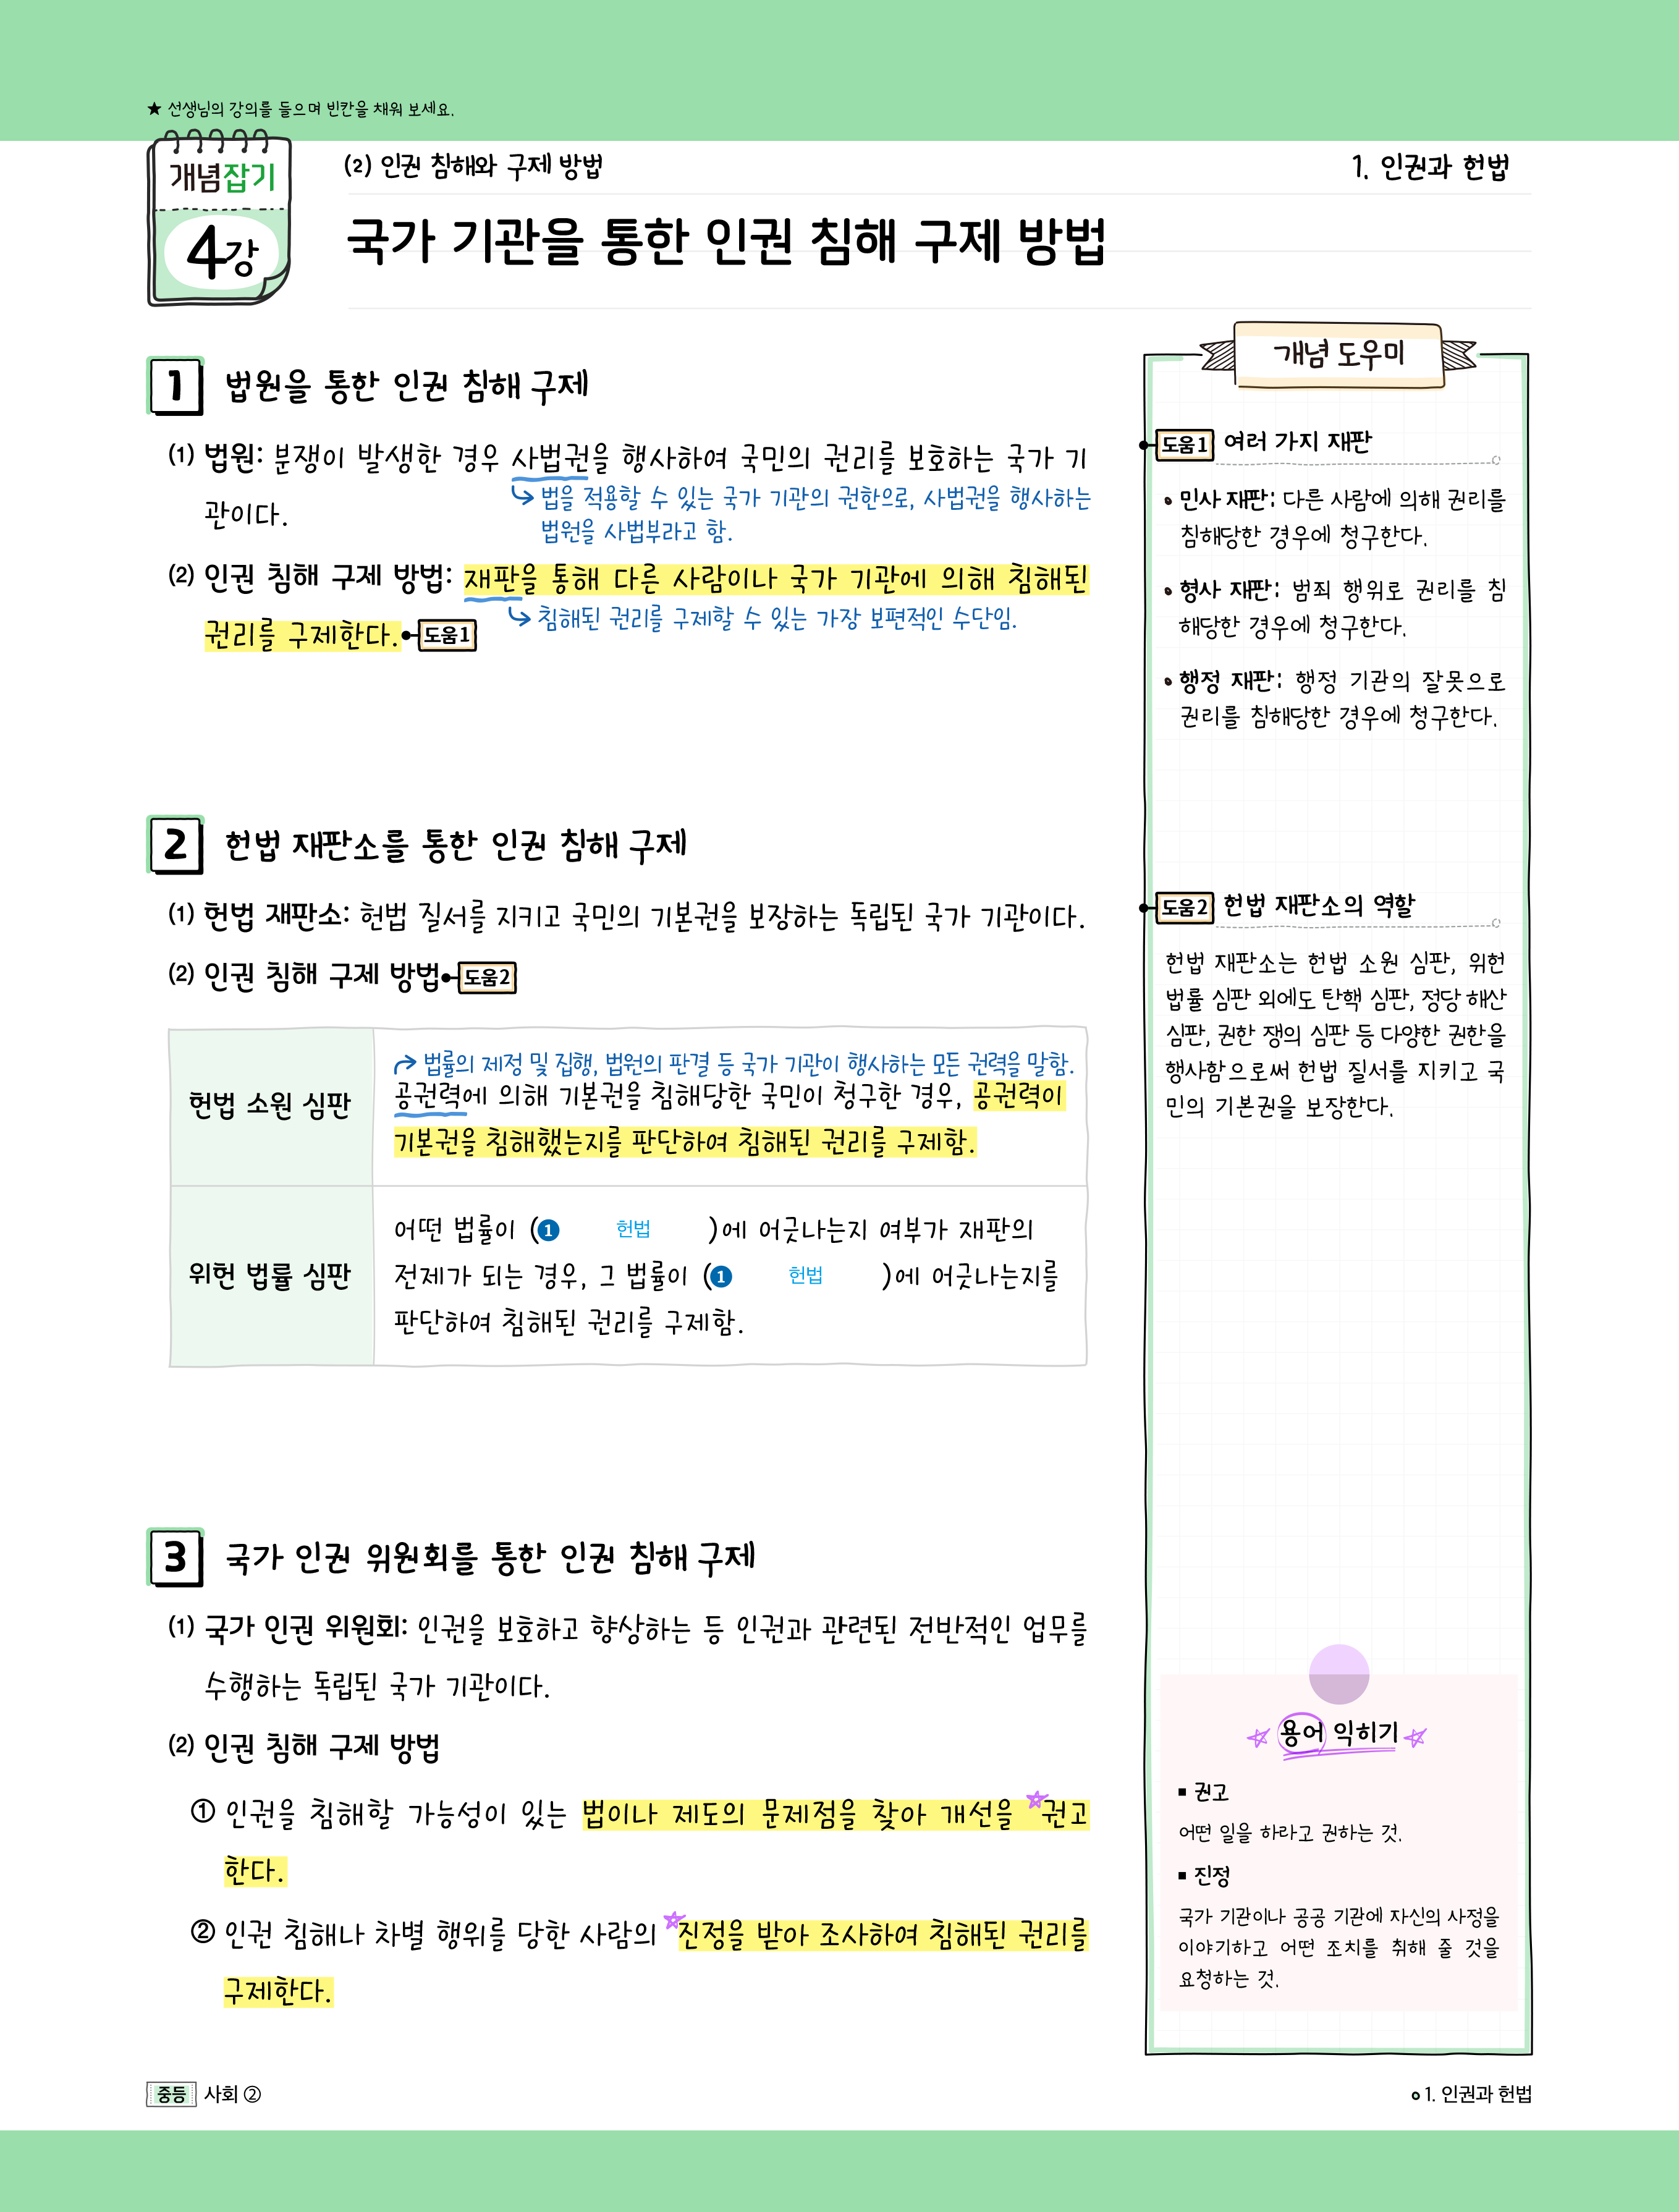 ★ 선생님의 강의를 들으며 빈칸을 채워 보세요.
개념잡기
4강
(2) 인권 침해와 구제 방법
1. 인권과 헌법
국가 기관을 통한 인권 침해 구제 방법
1 법원을 통한 인권 침해 구제
(1) 법원: 분쟁이 발생한 경우 사법권을 행사하여 국민의 권리를 보호하는 국가 기
관이다.
법을 적용할 수 있는 국가 기관의 권한으로, 사법권을 행사하는
법원을 사법부라고 함.
(2) 인권 침해 구제 방법: 재판을 통해 다른 사람이나 국가 기관에 의해 침해된
권리를 구제한다. 도움1
침해된 권리를 구제할 수 있는 가장 보편적인 수단임.
2 헌법 재판소를 통한 인권 침해 구제
(1) 헌법 재판소: 헌법 질서를 지키고 국민의 기본권을 보장하는 독립된 국가 기관이다.
(2) 인권 침해 구제 방법 도움2
헌법 소원 심판
법률의 제정 및 집행, 법원의 판결 등 국가 기관이 행사하는 모든 권력을 말함.
공권력에 의해 기본권을 침해당한 국민이 청구한 경우, 공권력이
기본권을 침해했는지를 판단하여 침해된 권리를 구제함.
위헌 법률 심판
어떤 법률이 (1 헌법 )에 어긋나는지 여부가 재판의
전제가 되는 경우, 그 법률이 (1 헌법 )에 어긋나는지를
판단하여 침해된 권리를 구제함.
3 국가 인권 위원회를 통한 인권 침해 구제
(1) 국가 인권 위원회: 인권을 보호하고 향상하는 등 인권과 관련된 전반적인 업무를
수행하는 독립된 국가 기관이다.
(2) 인권 침해 구제 방법
① 인권을 침해할 가능성이 있는 법이나 제도의 문제점을 찾아 개선을 권고
한다.
② 인권 침해나 차별 행위를 당한 사람의 진정을 받아 조사하여 침해된 권리를
구제한다.
개념 도우미
도움1 여러 가지 재판
• 민사 재판: 다른 사람에 의해 권리를
침해당한 경우에 청구한다.
• 형사 재판: 범죄 행위로 권리를 침
해당한 경우에 청구한다.
• 행정 재판: 행정 기관의 잘못으로
권리를 침해당한 경우에 청구한다.
도움2 헌법 재판소의 역할
헌법 재판소는 헌법 소원 심판, 위헌
법률 심판 외에도 탄핵 심판, 정당 해산
심판, 권한 쟁의 심판 등 다양한 권한을
행사함으로써 헌법 질서를 지키고 국
민의 기본권을 보장한다.
용어 익히기
▪ 권고
어떤 일을 하라고 권하는 것.
▪ 진정
국가 기관이나 공공 기관에 자신의 사정을
이야기하고 어떤 조치를 취해 줄 것을
요청하는 것.
중등 사회 ②
1. 인권과 헌법